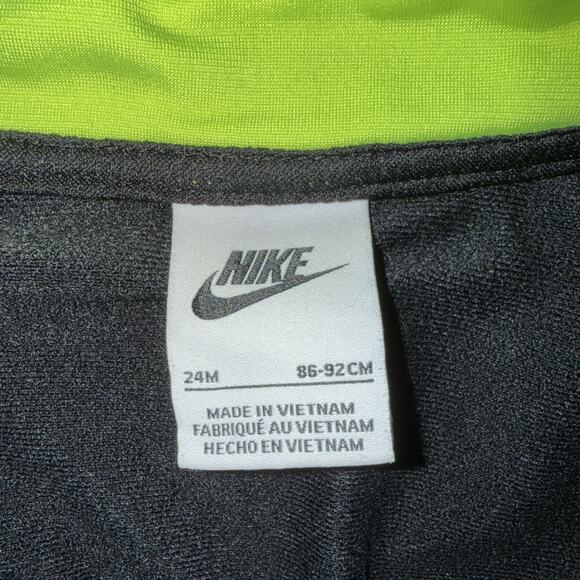 NIKE
24M 86-92CM
MADE IN VIETNAM
FABRIQUÉ AU VIETNAM
HECHO EN VIETNAM